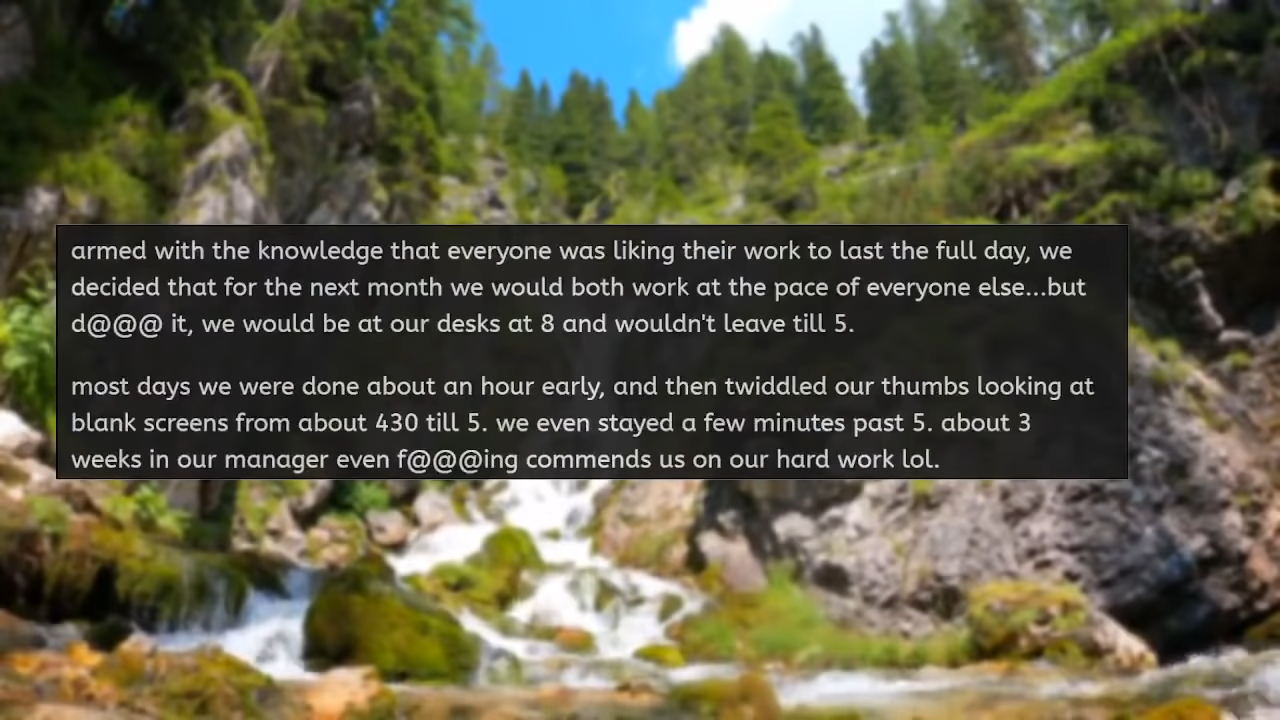 armed with the knowledge that everyone was liking their work to last the full day, we
decided that for the next month we would both work at the pace of everyone else...but
d@@@ it, we would be at our desks at 8 and wouldn't leave till 5.
most days we were done about an hour early, and then twiddled our thumbs looking at
blank screens from about 430 till 5. we even stayed a few minutes past 5. about 3
weeks in our manager even f@@@ing commends us on our hard work lol.